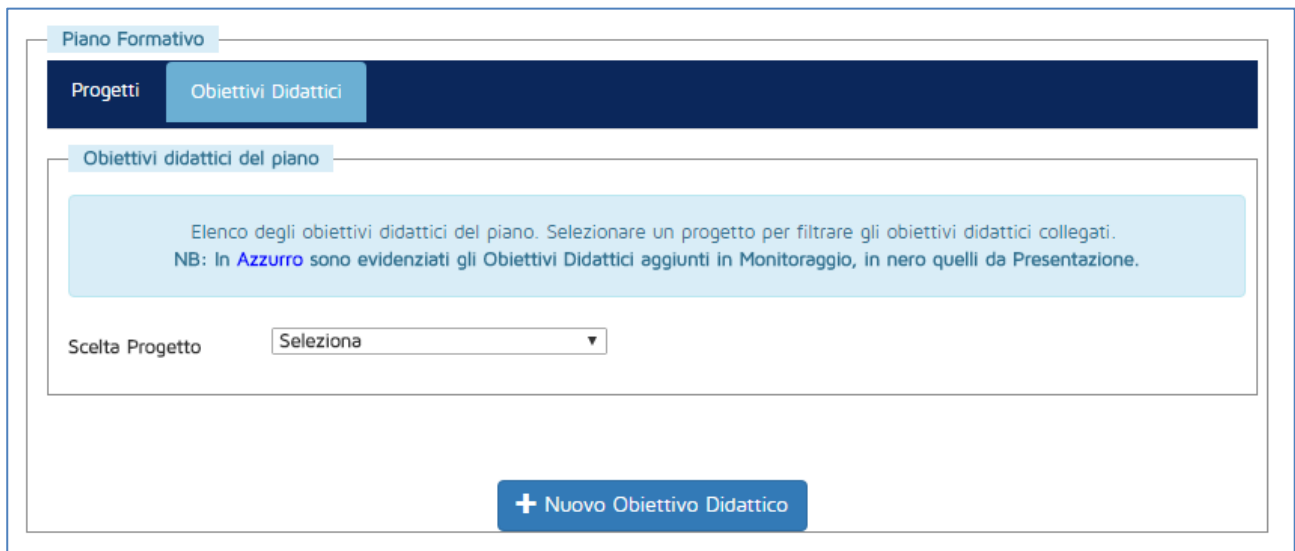 Piano Formativo
Progetti
Obiettivi Didattici
Obiettivi didattici del piano
Elenco degli obiettivi didattici del piano. Selezionare un progetto per filtrare gli obiettivi didattici collegati.
NB: In Azzurro sono evidenziati gli Obiettivi Didattici aggiunti in Monitoraggio, in nero quelli da Presentazione.
Scelta Progetto
Seleziona
Nuovo Obiettivo Didattico